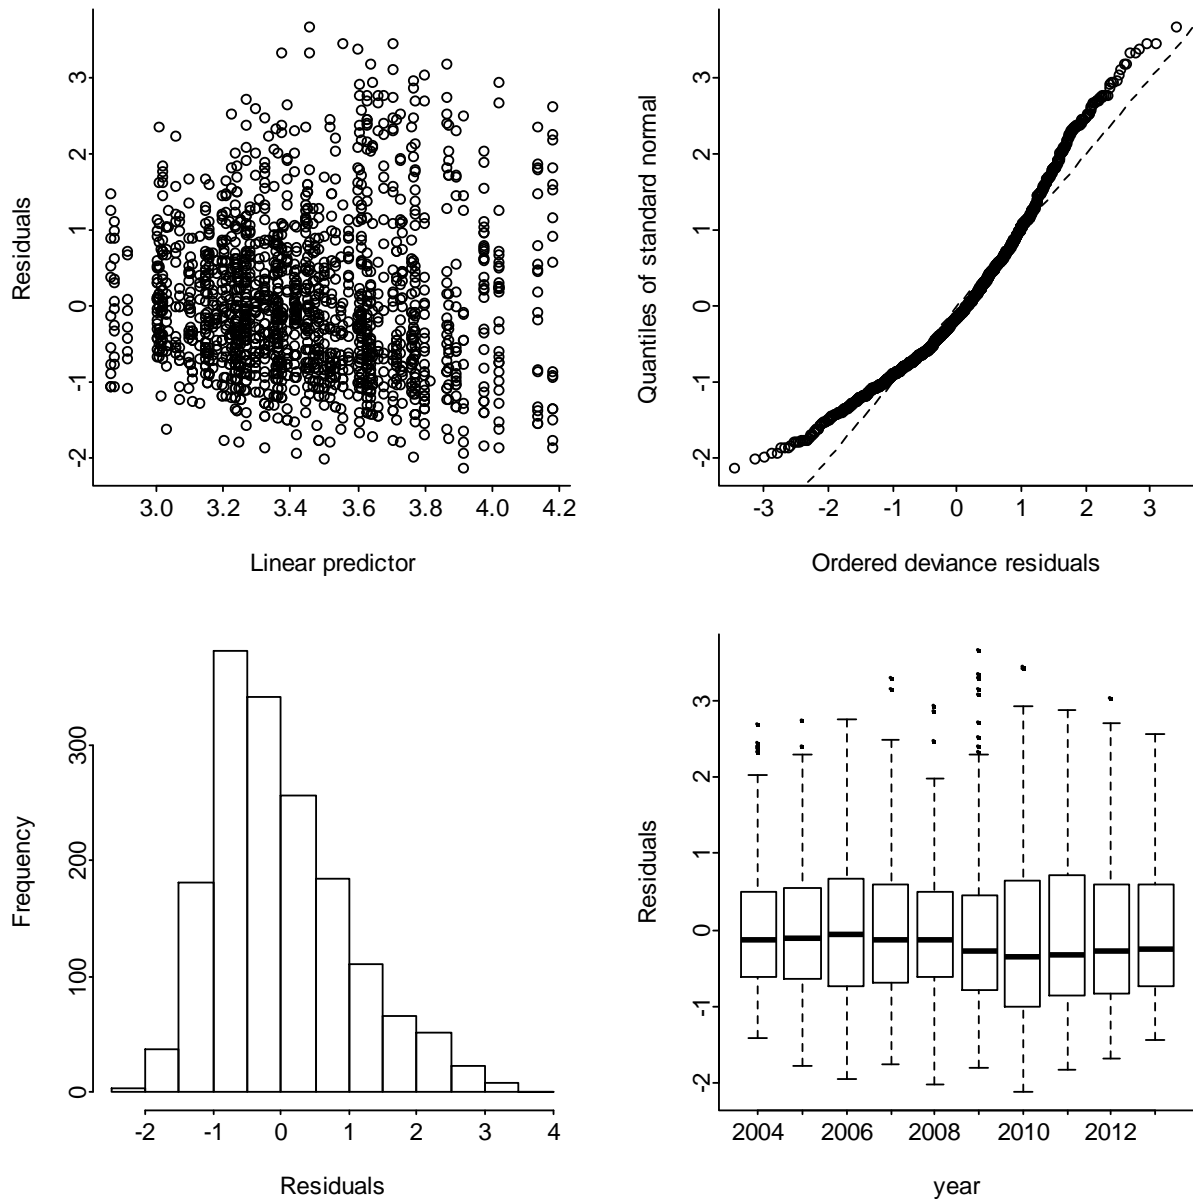 3
2
1
0
-1
-2
Residuals
3.0 3.2 3.4 3.6 3.8 4.0 4.2
Linear predictor
3
2
1
0
-1
-2
Quantiles of standard normal
-3 -2 -1 0 1 2 3
Ordered deviance residuals
300
200
100
0
Frequency
-2 -1 0 1 2 3 4
Residuals
3
2
1
0
-1
-2
Residuals
2004 2006 2008 2010 2012
year